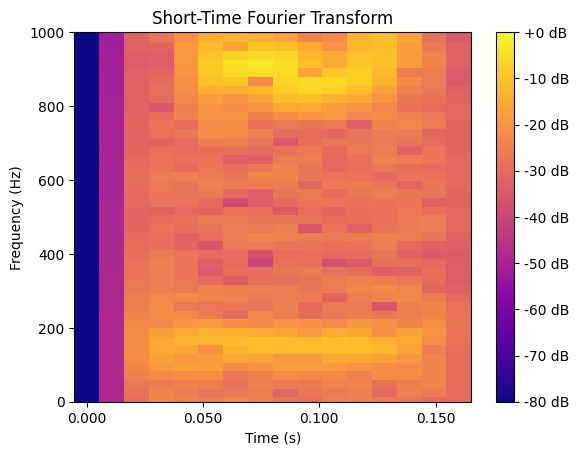 Short-Time Fourier Transform
1000
800
600
400
200
0
Frequency (Hz)
0.000
0.050
0.100
0.150
Time (s)
+0 dB
-10 dB
-20 dB
-30 dB
-40 dB
-50 dB
-60 dB
-70 dB
-80 dB